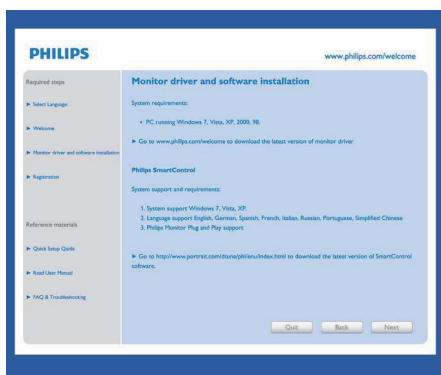 PHILIPS
www.philips.com/welcome
Required steps
Select Language:
Welcome
Monitor driver and software installation
Registration
Reference materials
Quick Setup Guide
Read User Manual
FAQ & Troubleshooting
Monitor driver and software installation
System requirements:
• PC running Windows 7, Vista, XP, 2000, 98.
Go to www.philips.com/welcome to download the latest version of monitor driver
Philips SmartControl
System support and requirements:
1. System support Windows 7, Vista, XP.
2. Language support English, German, Spanish, French, Italian, Russian, Portuguese, Simplified Chinese
3. Philips Monitor Plug and Play support
Go to http://www.portrait.com/dtune/phl/enu/index.html to download the latest version of SmartControl
software.
Quit Back Next